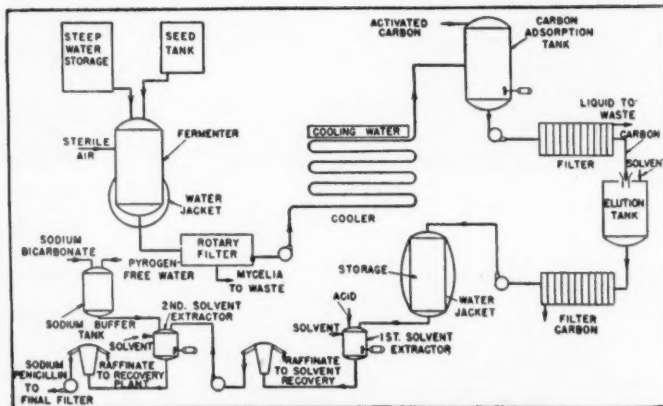 STEEP
WATER
STORAGE
SEED
TANK
STERILE
AIR
FERMENTER
WATER
JACKET
ROTARY
FILTER
MYCELIA
TO WASTE
COOLING WATER
COOLER
ACTIVATED
CARBON
CARBON
ADSORPTION
TANK
LIQUID TO
WASTE
CARBON
FILTER
SOLVENT
ELUTION
TANK
FILTER
CARBON
STORAGE
WATER
JACKET
ACID
SOLVENT
1ST. SOLVENT
EXTRACTOR
RAFFINATE
TO SOLVENT
RECOVERY
2ND. SOLVENT
EXTRACTOR
SOLVENT
RAFFINATE
TO RECOVERY
PLANT
SODIUM
BICARBONATE
PYROGEN
FREE WATER
SODIUM BUFFER
TANK
SODIUM
PENICILLIN
TO
FINAL FILTER